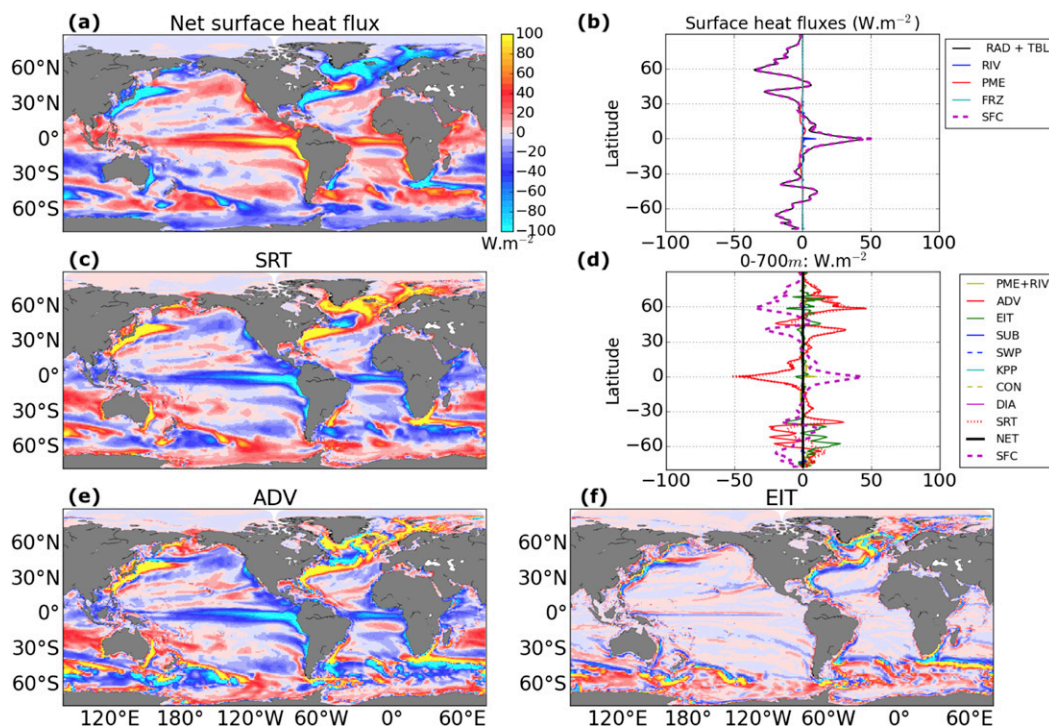 (a) Net surface heat flux
60°N
30°N
0°
30°S
60°S
100
80
60
40
20
0
−20
−40
−60
−80
−100
W.m−2
(b) Surface heat fluxes (W.m−2)
Latitude
60
30
0
−30
−60
−100 −50 0 50 100
RAD + TBL
RIV
PME
FRZ
SFC
(c) SRT
60°N
30°N
0°
30°S
60°S
(d) 0-700m: W.m−2
Latitude
60
30
0
−30
−60
−100 −50 0 50 100
PME+RIV
ADV
EIT
SUB
SWP
KPP
CON
DIA
SRT
NET
SFC
(e) ADV
60°N
30°N
0°
30°S
60°S
120°E 180°W 120°W 60°W 0° 60°E
(f) EIT
60°N
30°N
0°
30°S
60°S
120°E 180°W 120°W 60°W 0° 60°E